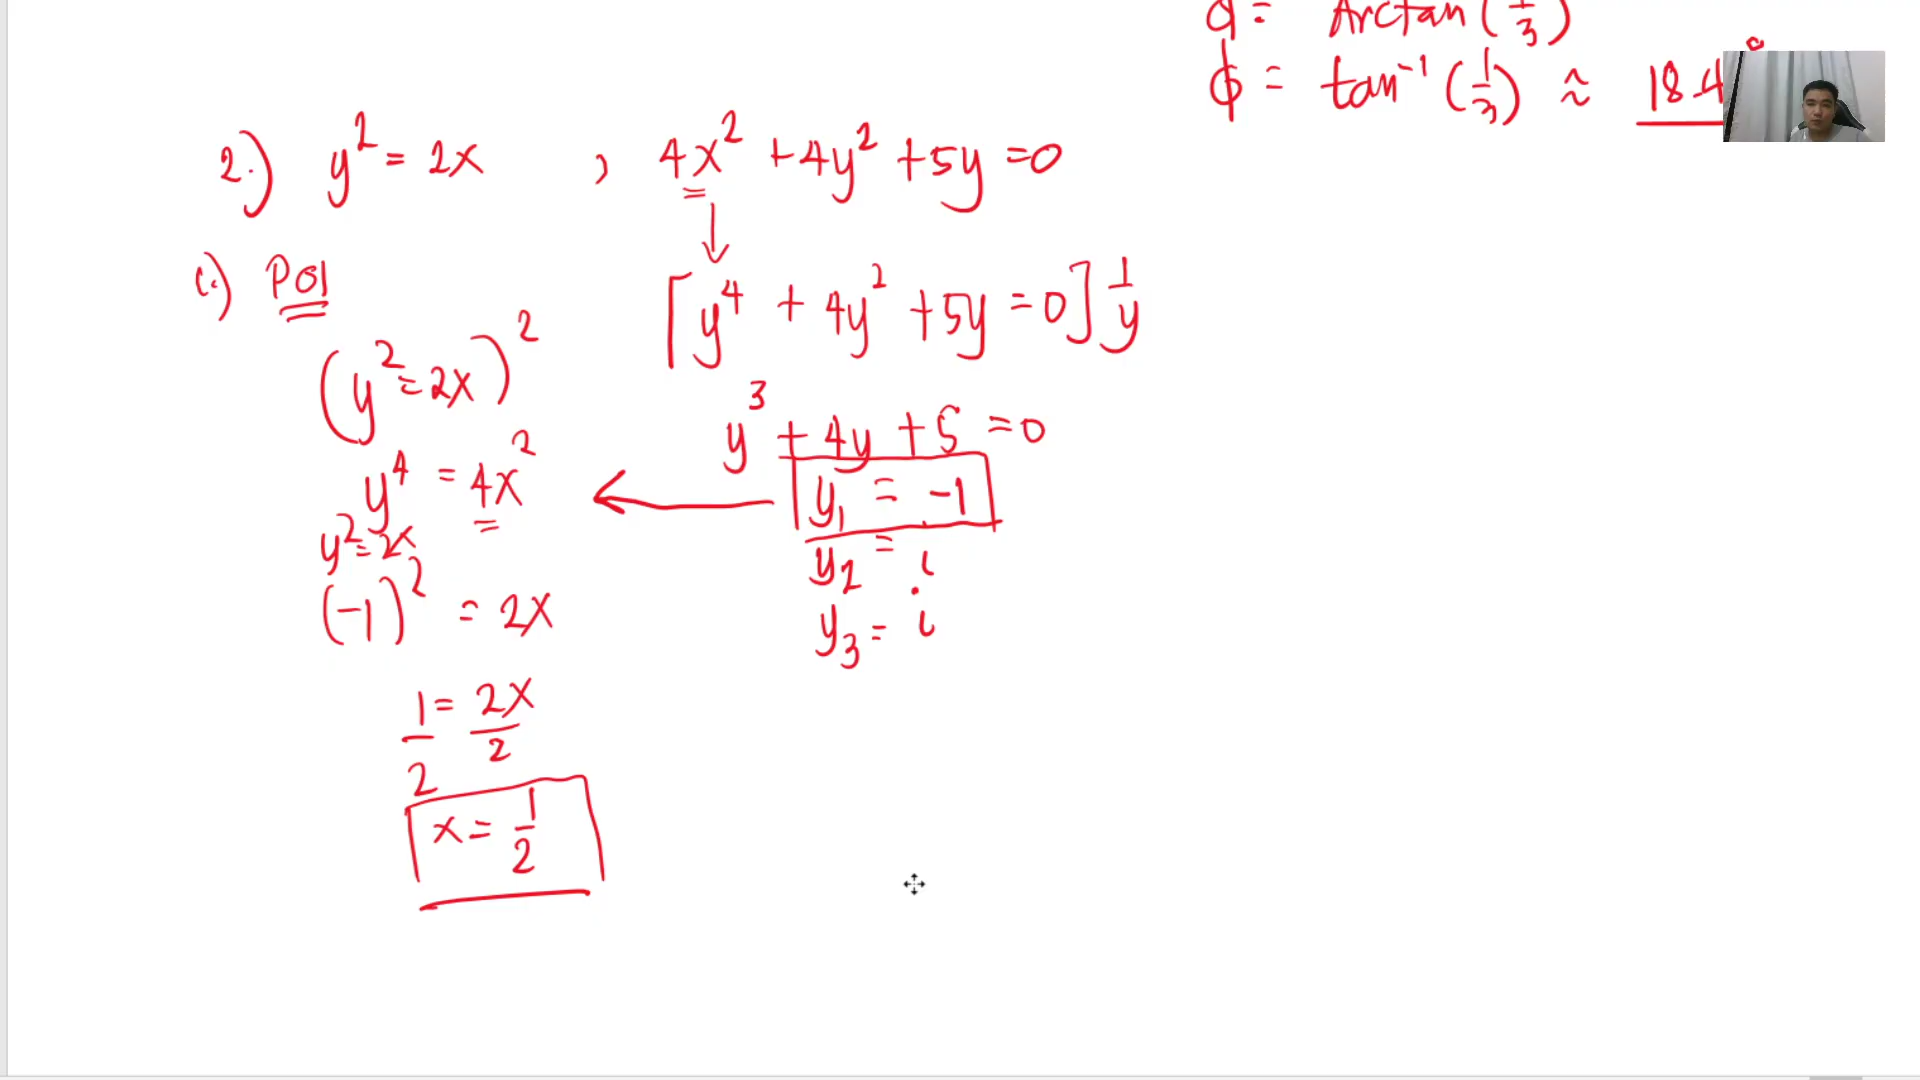 φ = Arctan(1/3)
φ = tan⁻¹(1/3) ≈ 18.4°
2.) y² = 2x , 4x² + 4y² + 5y = 0
(1.) POI
[y⁴ + 4y² + 5y = 0] 1/y
(y² = 2x)²
y³ + 4y + 5 = 0
y⁴ = 4x²
y₁ = -1
y² = 2x
y₂ = i
(-1)² = 2x
y₃ = i
1/2 = 2x/2
x = 1/2